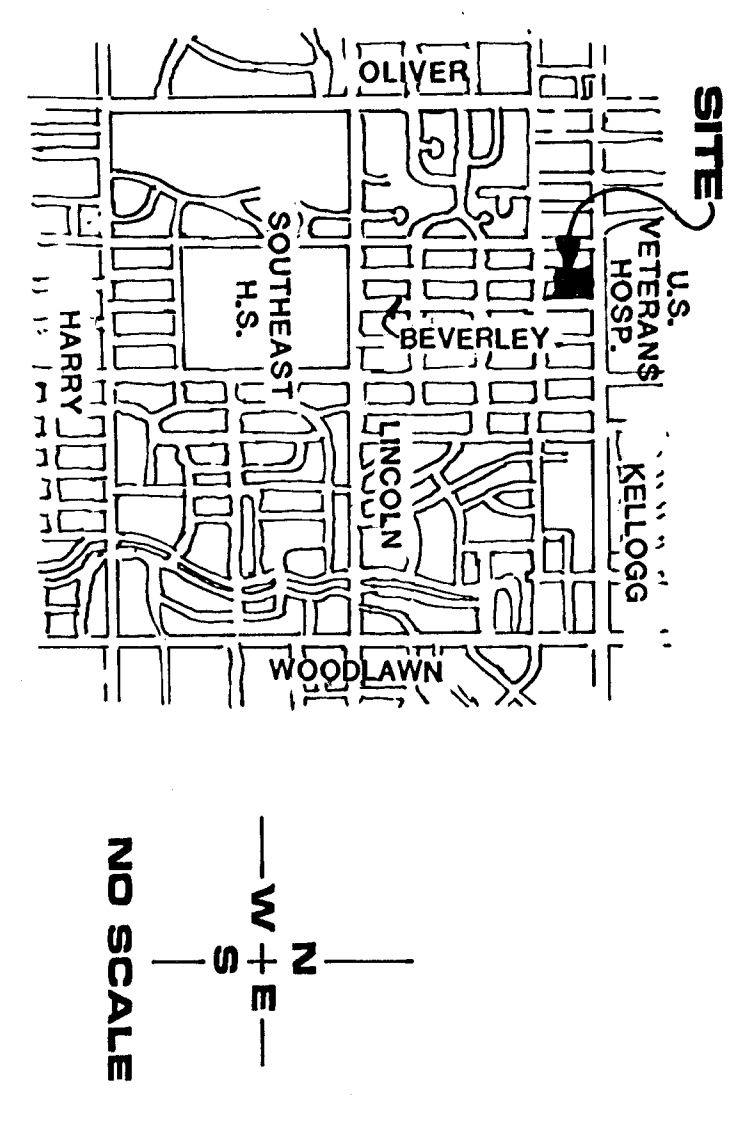 SITE
U.S.
VETERANS
HOSP.
KELLOGG
OLIVER
BEVERLEY
LINCOLN
SOUTHEAST
H.S.
HARRY
WOODLAWN
N
W
E
S
NO SCALE